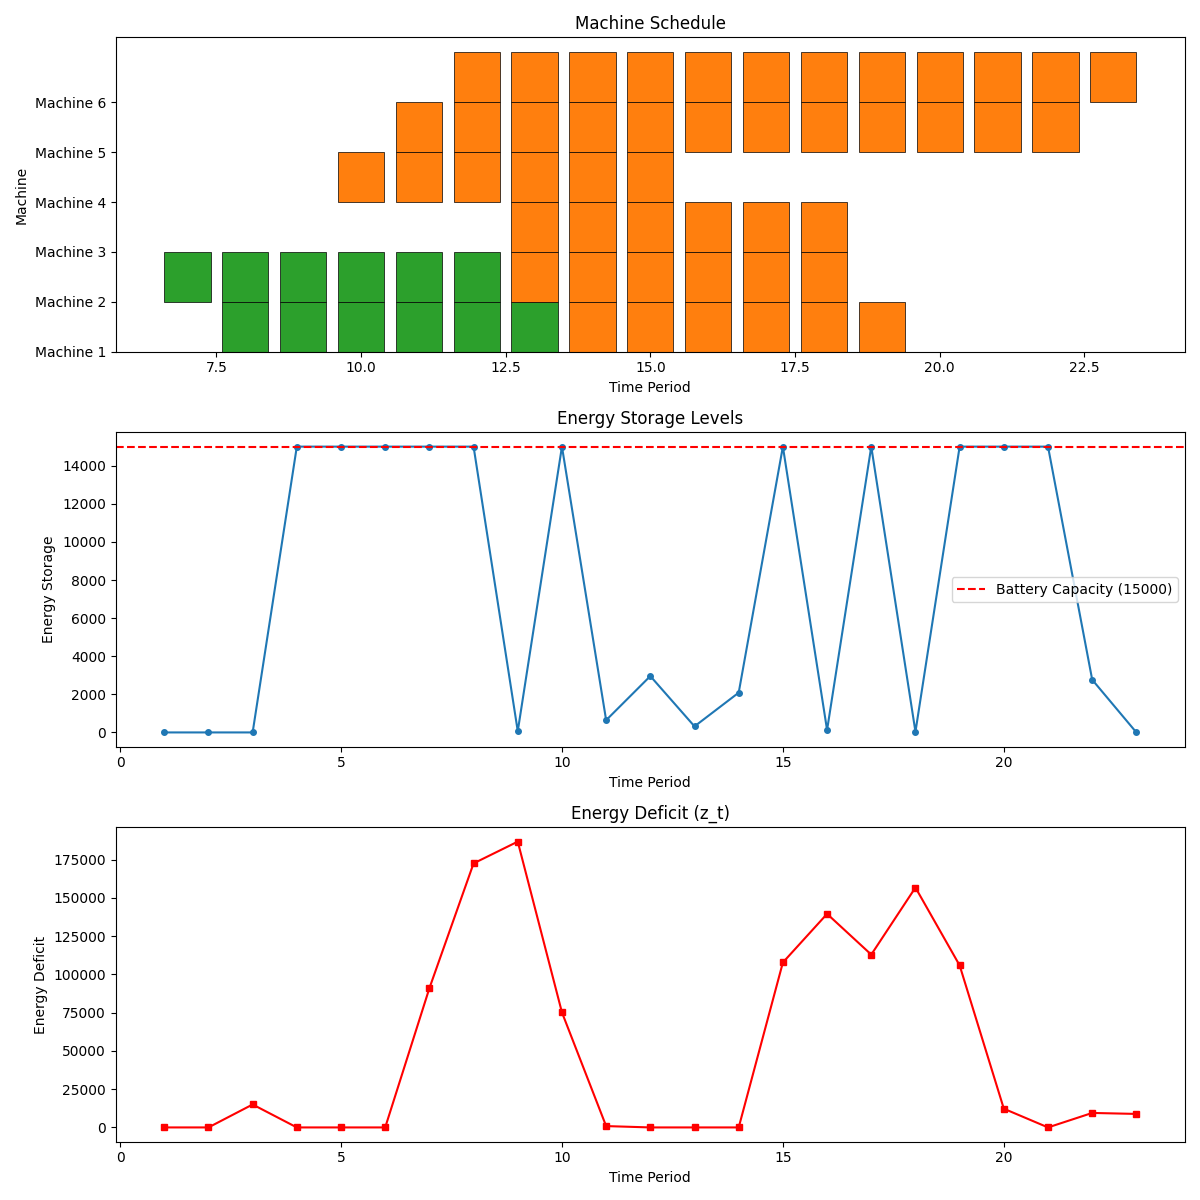 Machine Schedule
Machine 6
Machine 5
Machine 4
Machine 3
Machine 2
Machine 1
Machine
7.5 10.0 12.5 15.0 17.5 20.0 22.5
Time Period
Energy Storage Levels
14000
12000
10000
8000
6000
4000
2000
0
Energy Storage
Battery Capacity (15000)
0 5 10 15 20
Time Period
Energy Deficit (z_t)
175000
150000
125000
100000
75000
50000
25000
0
Energy Deficit
0 5 10 15 20
Time Period